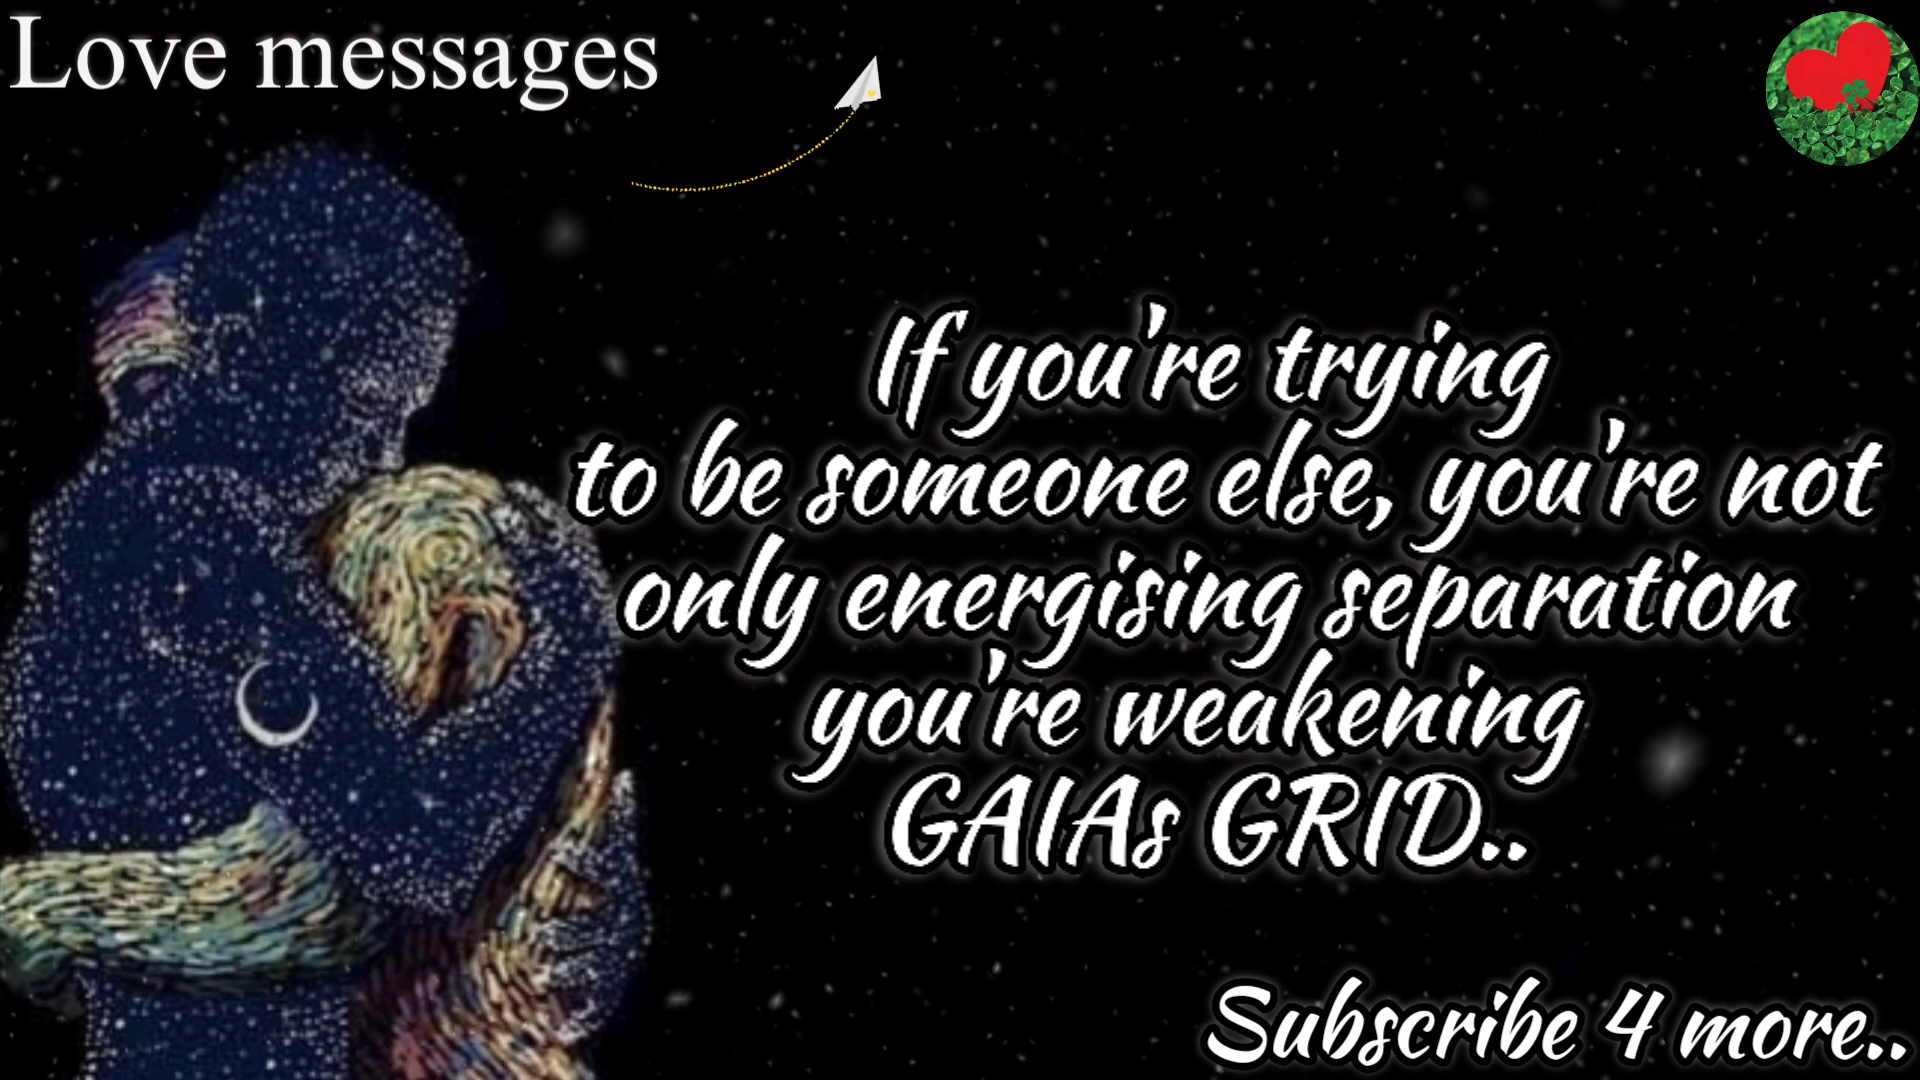 Love messages
If you're trying
to be someone else, you're not
only energising separation
you're weakening
GAIAs GRID..
Subscribe 4 more..